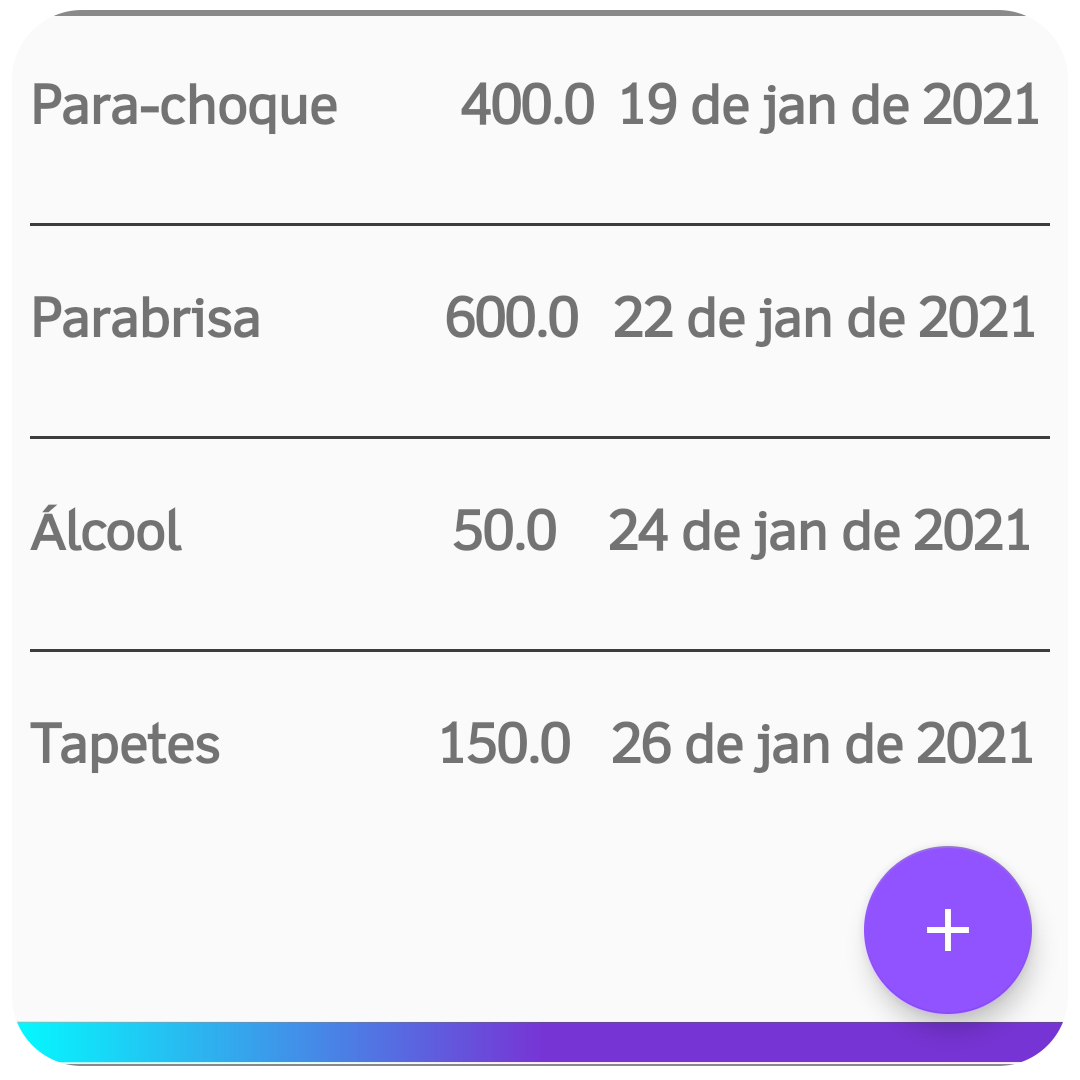 Para-choque 400.0 19 de jan de 2021
Parabrisa 600.0 22 de jan de 2021
Álcool 50.0 24 de jan de 2021
Tapetes 150.0 26 de jan de 2021
+